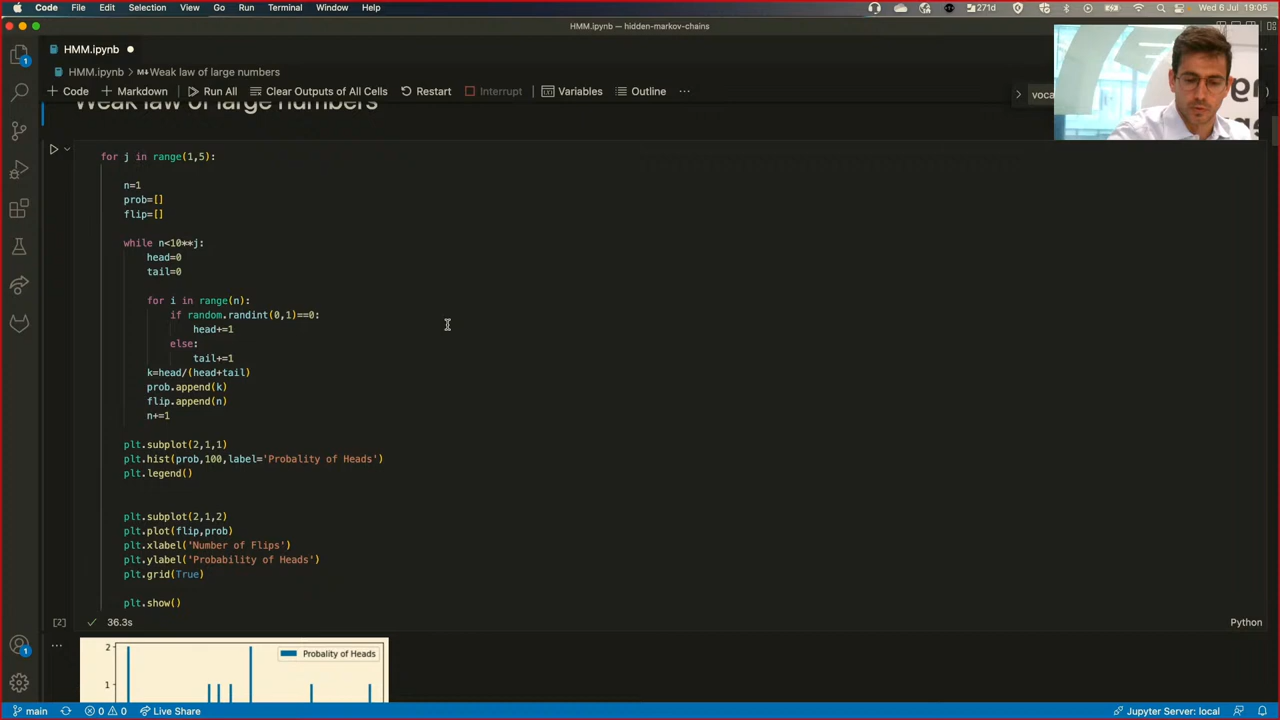 Code File Edit Selection View Go Run Terminal Window Help
271d Wed 6 Jul 19:05
HMM.ipynb — hidden-markov-chains
HMM.ipynb
HMM.ipynb > Weak law of large numbers
+ Code + Markdown Run All Clear Outputs of All Cells Restart Interrupt Variables Outline ...
voca
Weak law of large numbers
for j in range(1,5):
n=1
prob=[]
flip=[]
while n<10**j:
head=0
tail=0
for i in range(n):
if random.randint(0,1)==0:
head+=1
else:
tail+=1
k=head/(head+tail)
prob.append(k)
flip.append(n)
n+=1
plt.subplot(2,1,1)
plt.hist(prob,100,label='Probality of Heads')
plt.legend()
plt.subplot(2,1,2)
plt.plot(flip,prob)
plt.xlabel('Number of Flips')
plt.ylabel('Probability of Heads')
plt.grid(True)
plt.show()
[2] 36.3s Python
...
2
Probality of Heads
1
main 0 0 Live Share Jupyter Server: local